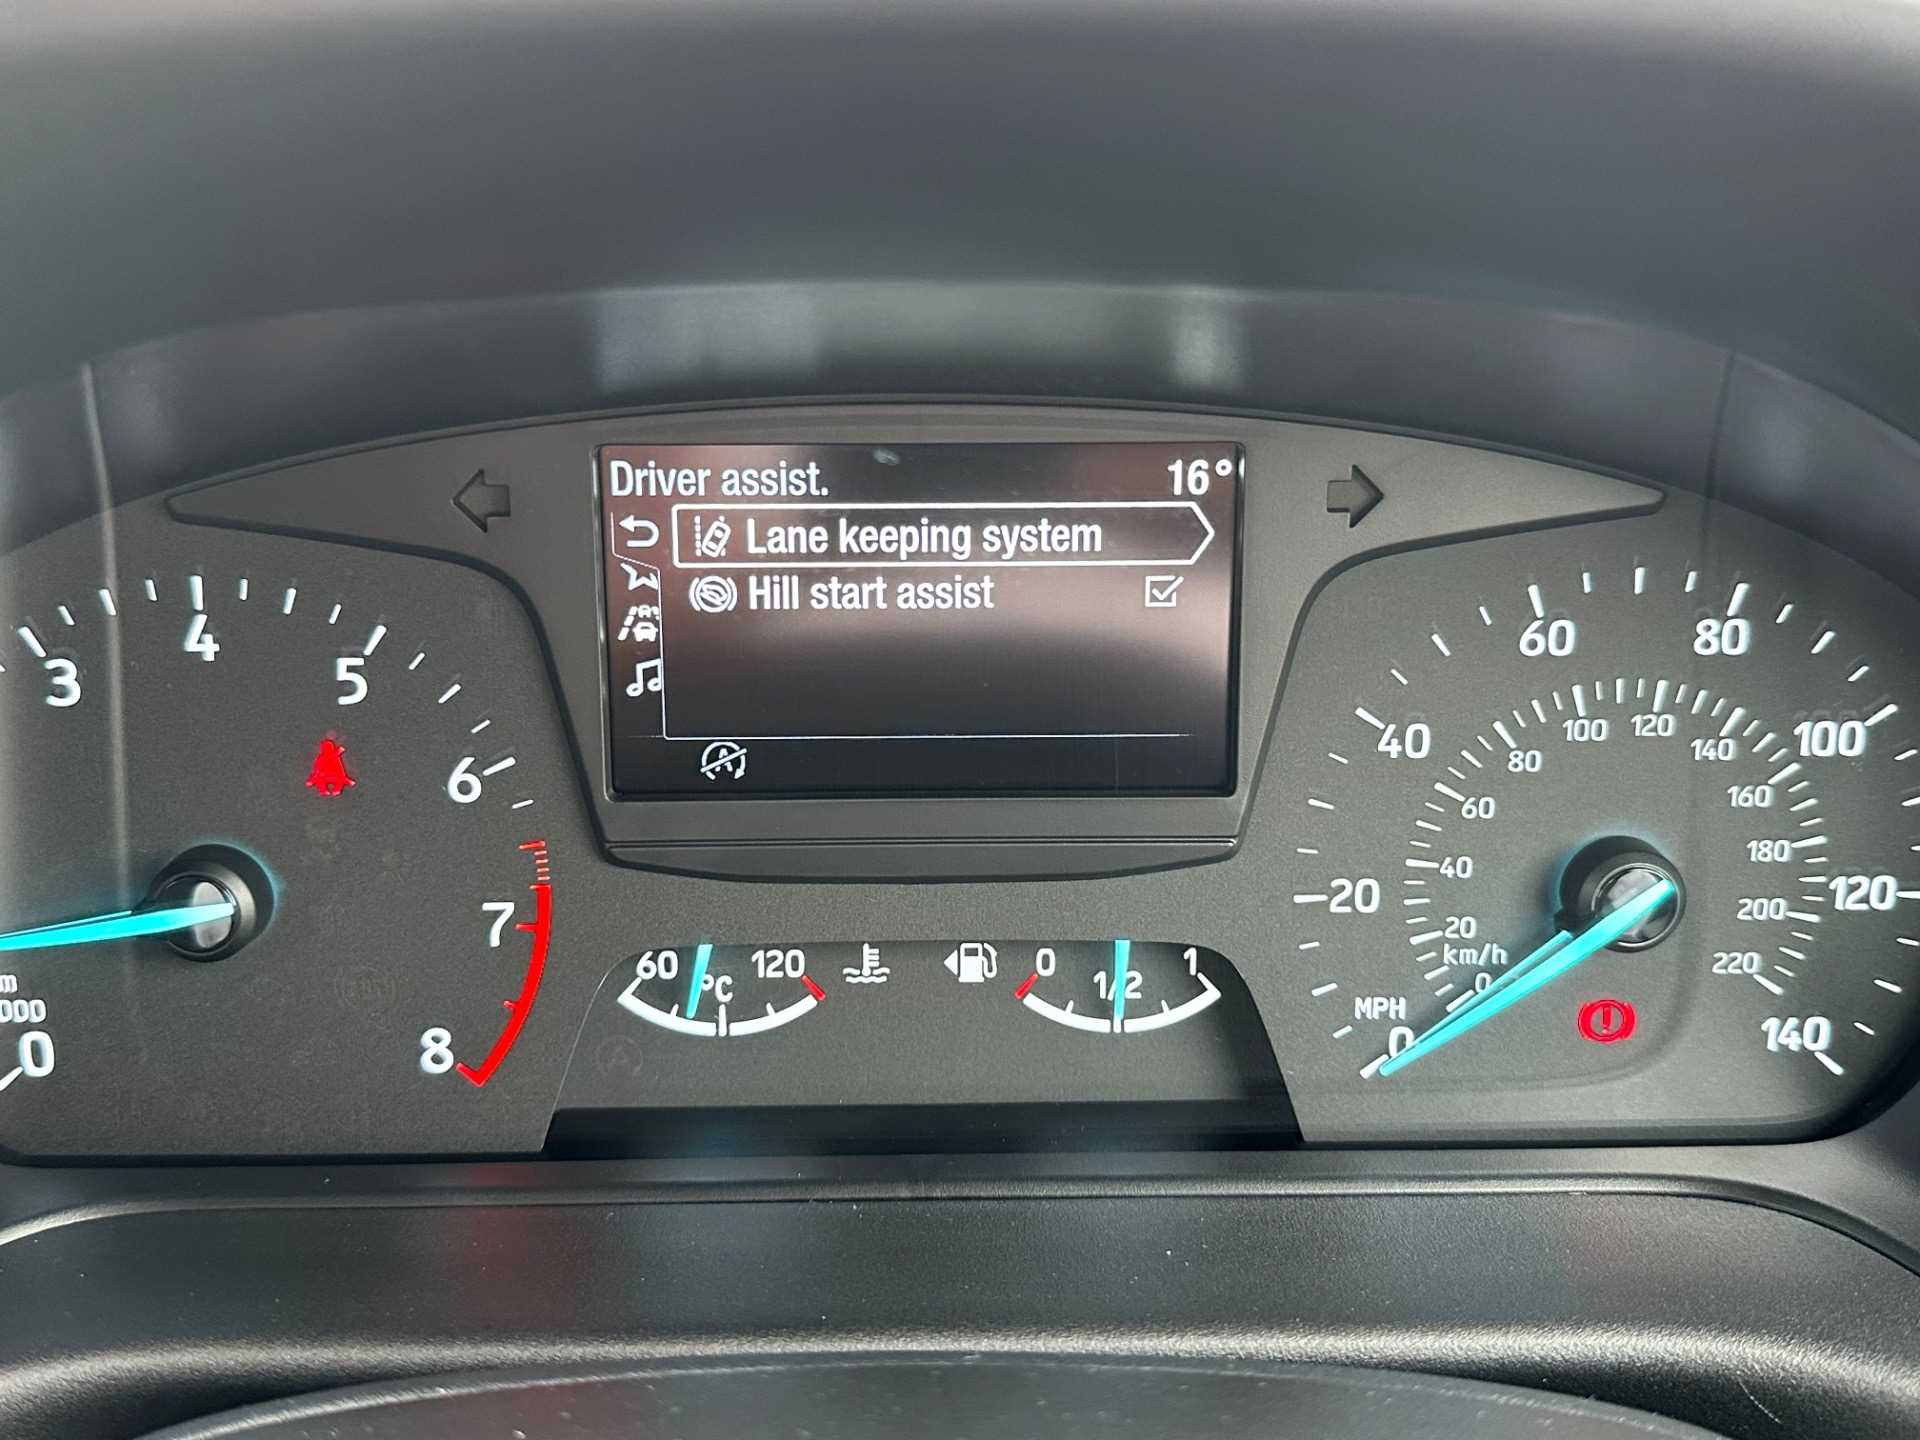 Driver assist. 16°
Lane keeping system
Hill start assist
3 4 5 6 7 8
000
0
60 °C 120
0 1/2 1
0 20 40 60 80 100 120 140
MPH
km/h
0 20 40 60 80 100 120 140 160 180 200 220